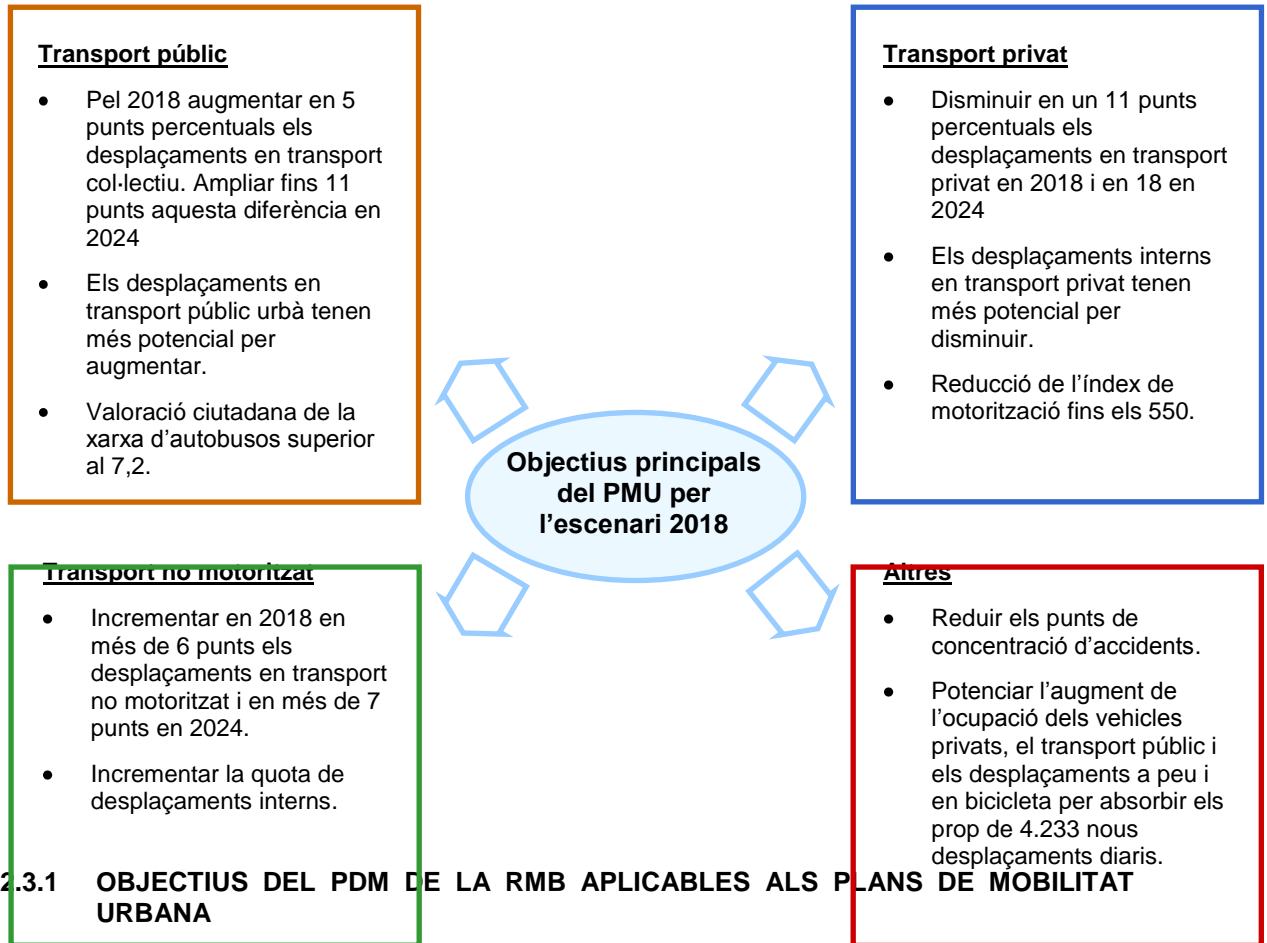 Transport públic
• Pel 2018 augmentar en 5
punts percentuals els
desplaçaments en transport
col·lectiu. Ampliar fins 11
punts aquesta diferència en
2024
• Els desplaçaments en
transport públic urbà tenen
més potencial per
augmentar.
• Valoració ciutadana de la
xarxa d’autobusos superior
al 7,2.
Transport privat
• Disminuir en un 11 punts
percentuals els
desplaçaments en transport
privat en 2018 i en 18 en
2024
• Els desplaçaments interns
en transport privat tenen
més potencial per
disminuir.
• Reducció de l’índex de
motorització fins els 550.
Objectius principals
del PMU per
l’escenari 2018
Transport no motoritzat
• Incrementar en 2018 en
més de 6 punts els
desplaçaments en transport
no motoritzat i en més de 7
punts en 2024.
• Incrementar la quota de
desplaçaments interns.
Altres
• Reduir els punts de
concentració d’accidents.
• Potenciar l’augment de
l’ocupació dels vehicles
privats, el transport públic i
els desplaçaments a peu i
en bicicleta per absorbir els
prop de 4.233 nous
desplaçaments diaris.
2.3.1 OBJECTIUS DEL PDM DE LA RMB APLICABLES ALS PLANS DE MOBILITAT
URBANA